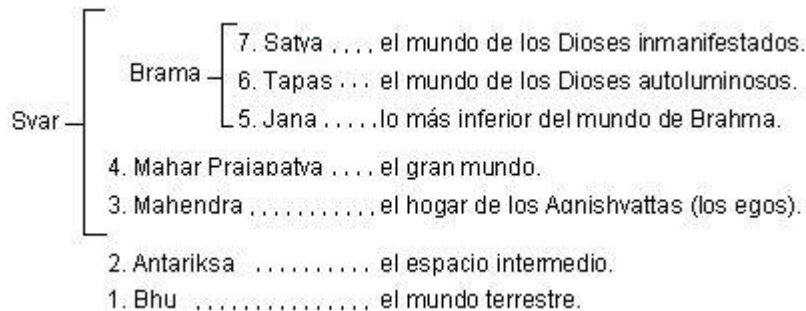 7. Satya .... el mundo de los Dioses inmanifestados.
Brama
6. Tapas ... el mundo de los Dioses autoluminosos.
5. Jana .....lo más inferior del mundo de Brahma.
Svar
4. Mahar Prajapatya .... el gran mundo.
3. Mahendra ........... el hogar de los Agnishvattas (los egos).
2. Antariksa .......... el espacio intermedio.
1. Bhu .............. el mundo terrestre.